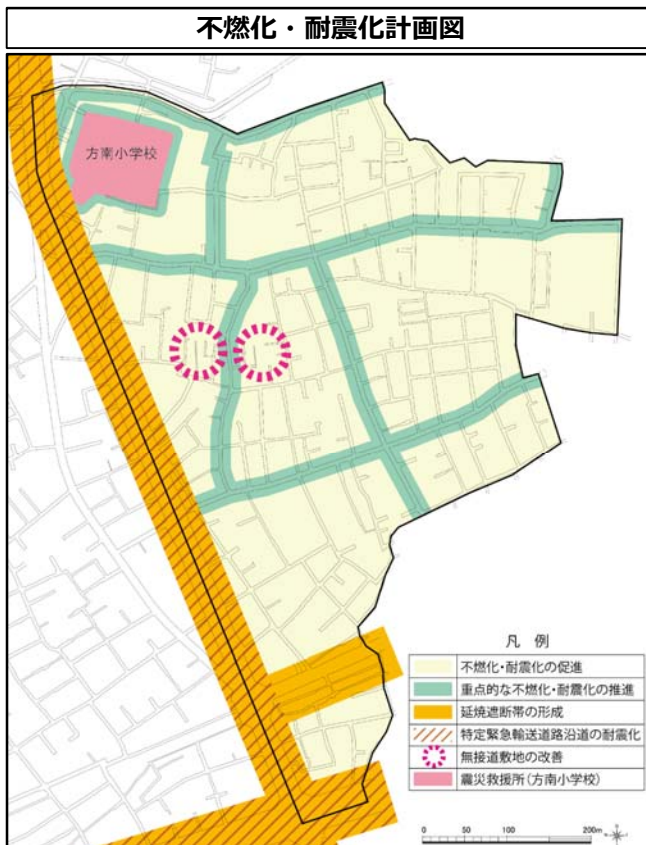 不燃化・耐震化計画図
方南小学校
凡 例
不燃化・耐震化の促進
重点的な不燃化・耐震化の推進
延焼遮断帯の形成
特定緊急輸送道路沿道の耐震化
無接道敷地の改善
震災救援所(方南小学校)
0 50 100 200m